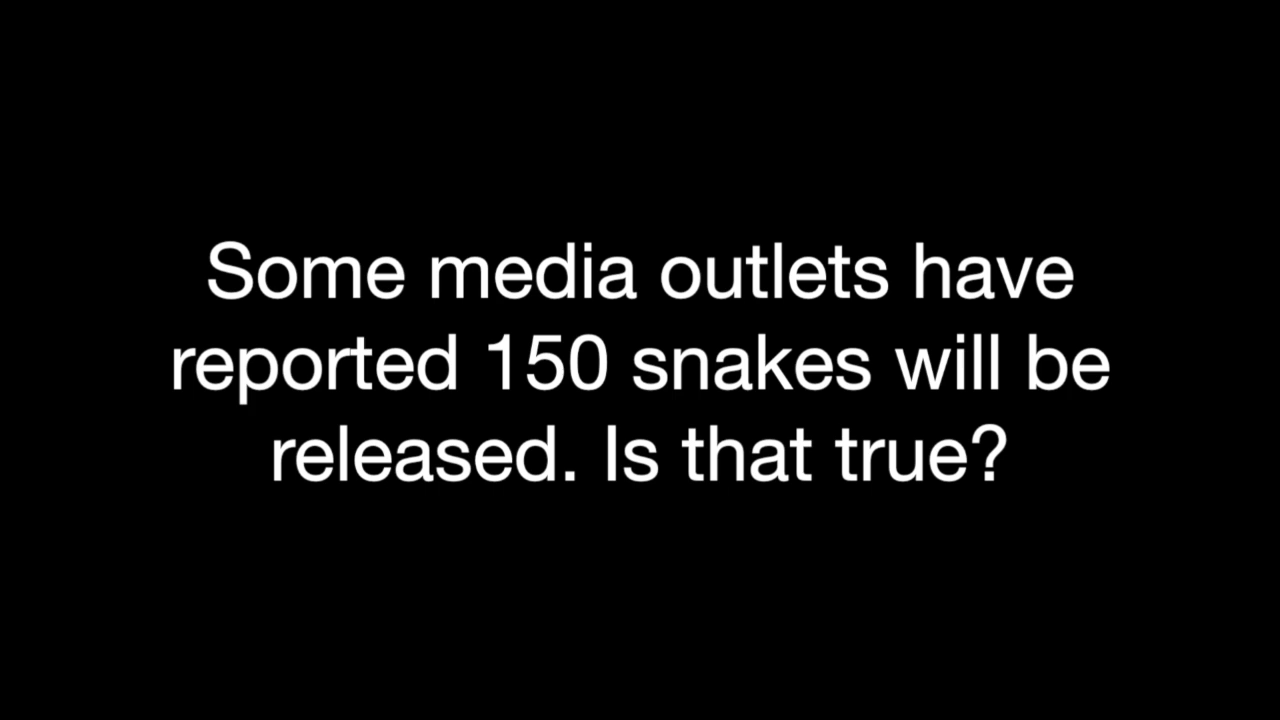 Some media outlets have
reported 150 snakes will be
released. Is that true?